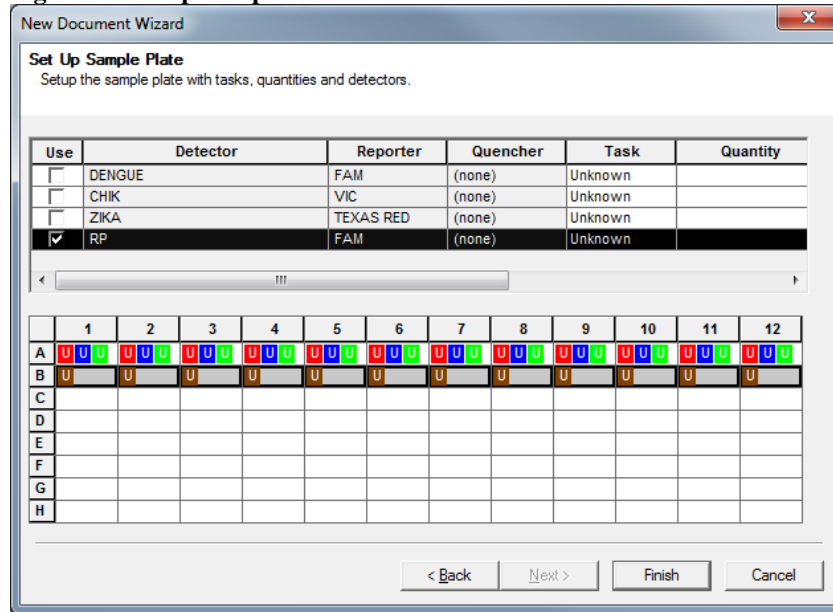 New Document Wizard
Set Up Sample Plate
Setup the sample plate with tasks, quantities and detectors.
Use Detector Reporter Quencher Task Quantity
DENGUE FAM (none) Unknown
CHIK VIC (none) Unknown
ZIKA TEXAS RED (none) Unknown
RP FAM (none) Unknown
1 2 3 4 5 6 7 8 9 10 11 12
A U U U U U U U U U U U U U U U U U U U U U U U U U U U U U U U U U U U U
B U U U U U U U U U U U U
C
D
E
F
G
H
< Back Next > Finish Cancel